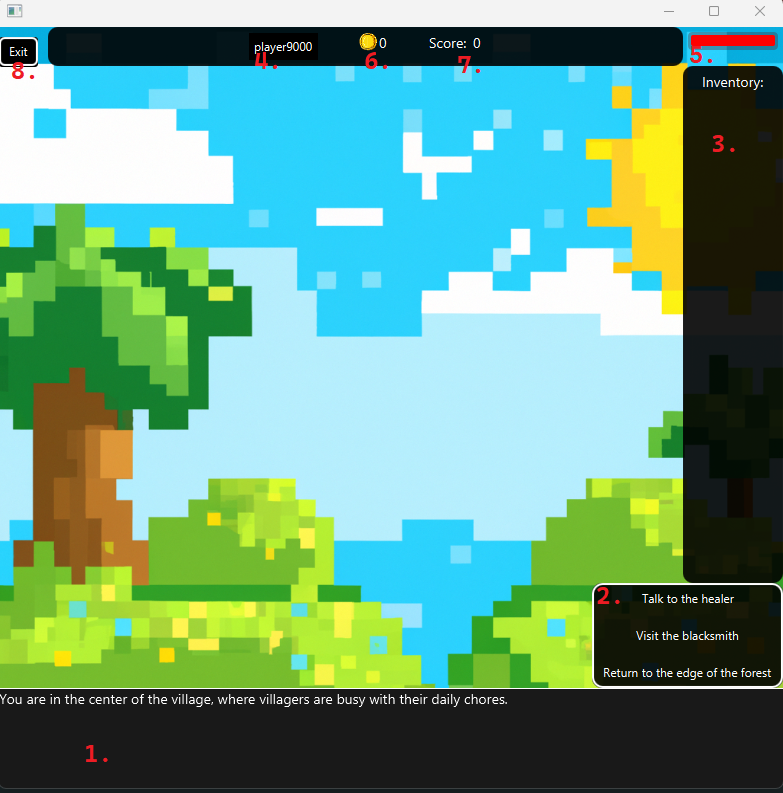 Exit
player9000
0
Score: 0
8.
4.
6.
7.
5.
Inventory:
3.
2.
Talk to the healer
Visit the blacksmith
Return to the edge of the forest
You are in the center of the village, where villagers are busy with their daily chores.
1.